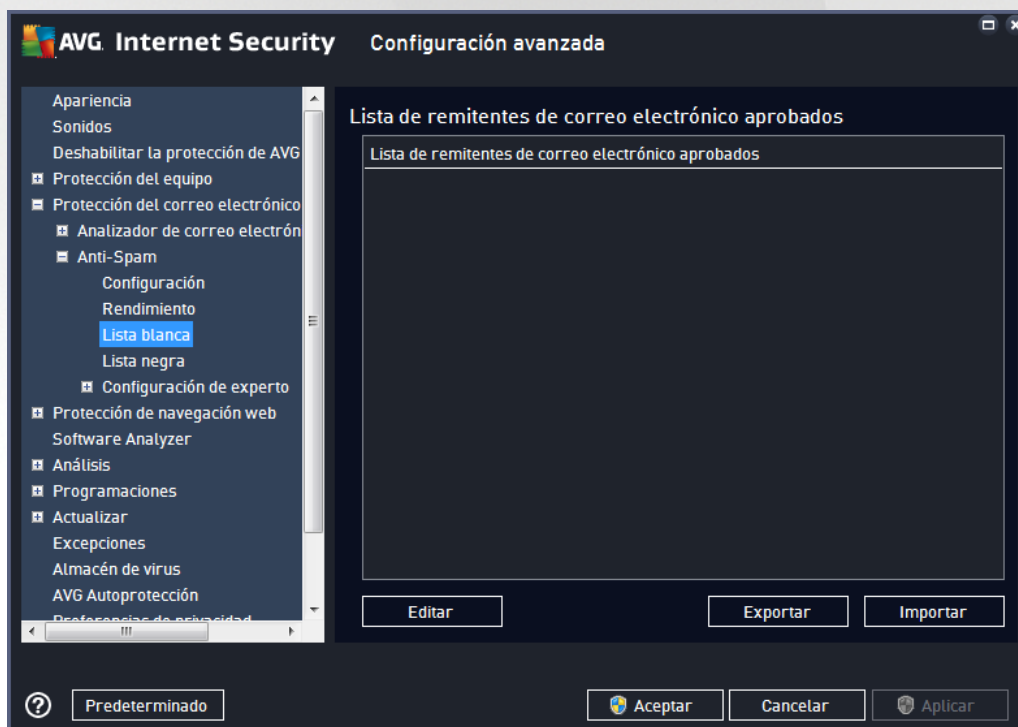 AVG. Internet Security Configuración avanzada
Apariencia
Sonidos
Deshabilitar la protección de AVG
Protección del equipo
Protección del correo electrónico
Analizador de correo electrón
Anti-Spam
Configuración
Rendimiento
Lista blanca
Lista negra
Configuración de experto
Protección de navegación web
Software Analyzer
Análisis
Programaciones
Actualizar
Excepciones
Almacén de virus
AVG Autoprotección
Preferencias de privacidad
Lista de remitentes de correo electrónico aprobados
Lista de remitentes de correo electrónico aprobados
Editar Exportar Importar
Predeterminado Aceptar Cancelar Aplicar